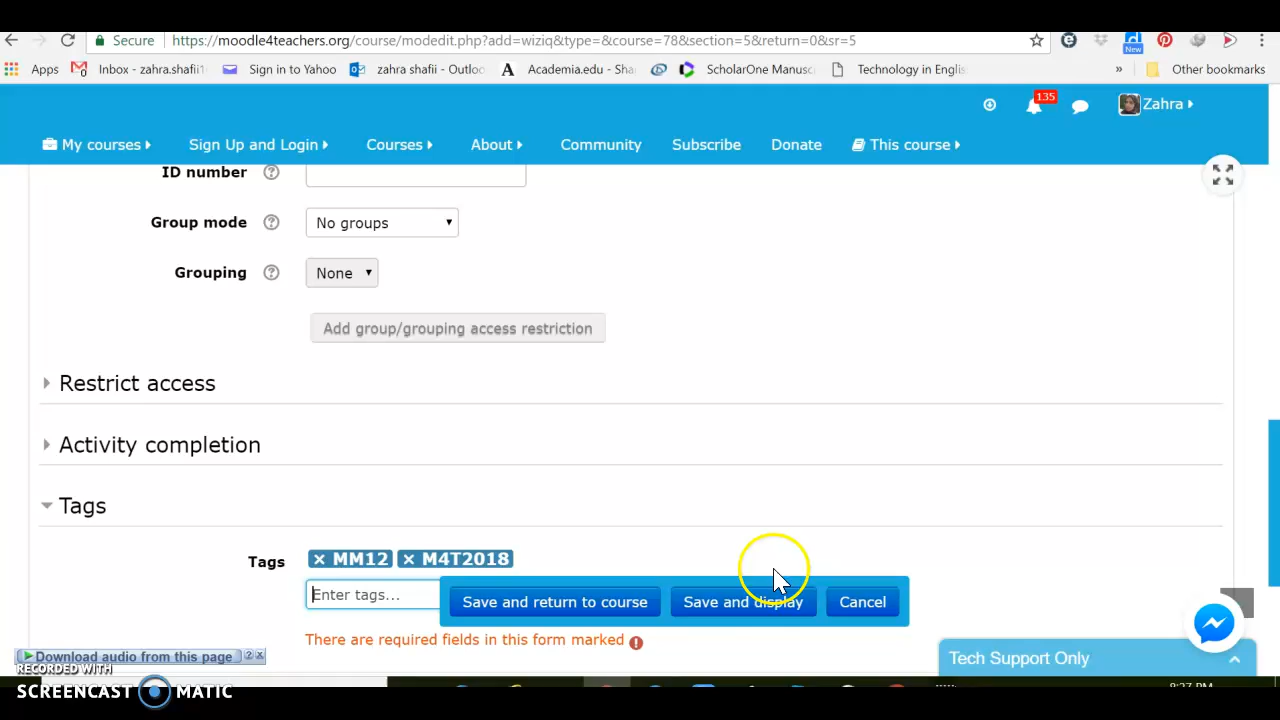 Secure https://moodle4teachers.org/course/modedit.php?add=wiziq&type=&course=78&section=5&return=0&sr=5
New
Apps Inbox - zahra.shafii1 Sign in to Yahoo zahra shafii - Outloo Academia.edu - Sha ScholarOne Manusc Technology in Englis » Other bookmarks
135
Zahra
My courses Sign Up and Login Courses About Community Subscribe Donate This course
ID number
Group mode No groups
Grouping None
Add group/grouping access restriction
Restrict access
Activity completion
Tags
Tags × MM12 × M4T2018
Enter tags... Save and return to course Save and display Cancel
There are required fields in this form marked
Download audio from this page ? x
Tech Support Only
RECORDED WITH
SCREENCAST MATIC
8:27 PM